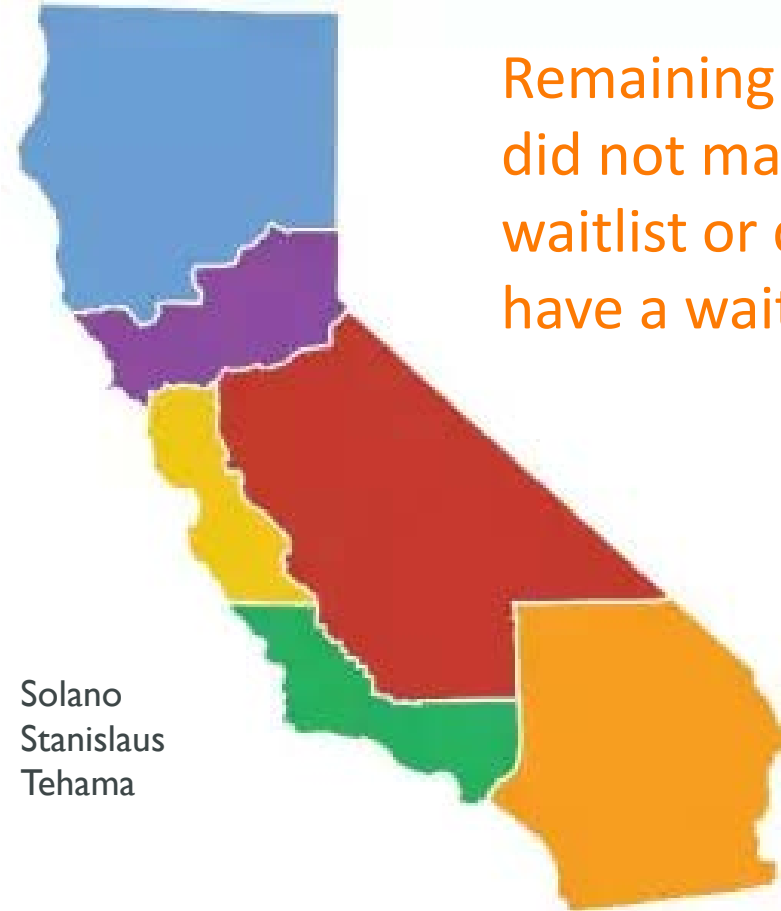 Remaining
did not
waitlist or
have a
Solano
Stanislaus
Tehama